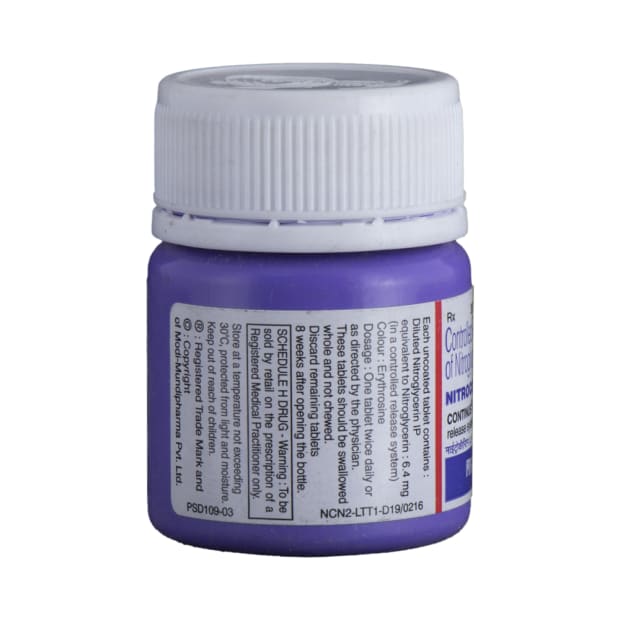 Each uncoated tablet contains :
Diluted Nitroglycerin IP
equivalent to Nitroglycerin : 6.4 mg
(in a controlled release system)
Colour : Erythrosine
Dosage : One tablet twice daily or
as directed by the physician.
These tablets should be swallowed
whole and not chewed.
Discard remaining tablets
8 weeks after opening the bottle.
SCHEDULE H DRUG - Warning : To be
sold by retail on the prescription of a
Registered Medical Practitioner only.
Store at a temperature not exceeding
30°C, protected from light and moisture.
Keep out of reach of children.
® : Registered Trade Mark and
© : Copyright
of Modi-Mundipharma Pvt. Ltd.
NCN2-LTT1-D19/0216
PSD109-03
Rx
of
CONTINUS
release